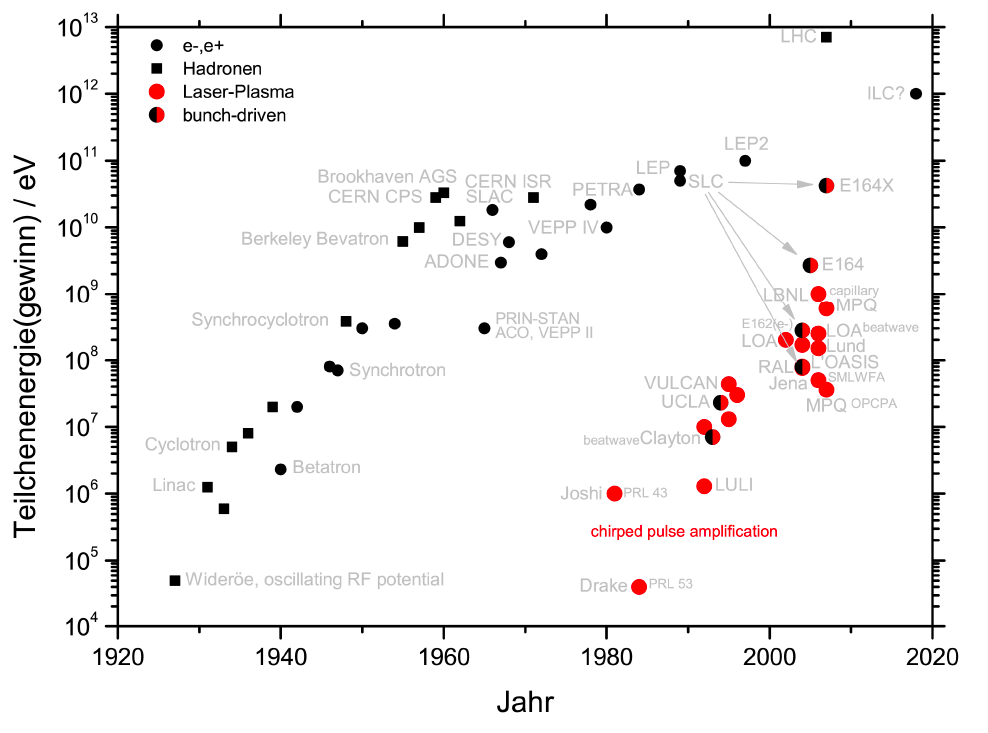 Teilchenenergie(gewinn) / eV
10^13
10^12
10^11
10^10
10^9
10^8
10^7
10^6
10^5
10^4
e-,e+
Hadronen
Laser-Plasma
bunch-driven
LHC
ILC?
LEP2
LEP
SLC
E164X
Brookhaven AGS
CERN ISR
CERN CPS
SLAC
PETRA
Berkeley Bevatron
DESY
VEPP IV
ADONE
E164
LBNL
capillary
MPQ
Synchrocyclotron
PRIN-STAN
ACO, VEPP II
E162(e-)
LOA
LOA beatwave
Lund
L'OASIS
Synchrotron
RAL
Jena
SMLWFA
MPQ OPCPA
VULCAN
UCLA
beatwave Clayton
Cyclotron
Betatron
Linac
Joshi
PRL 43
LULI
chirped pulse amplification
Wideröe, oscillating RF potential
Drake
PRL 53
1920
1940
1960
1980
2000
2020
Jahr